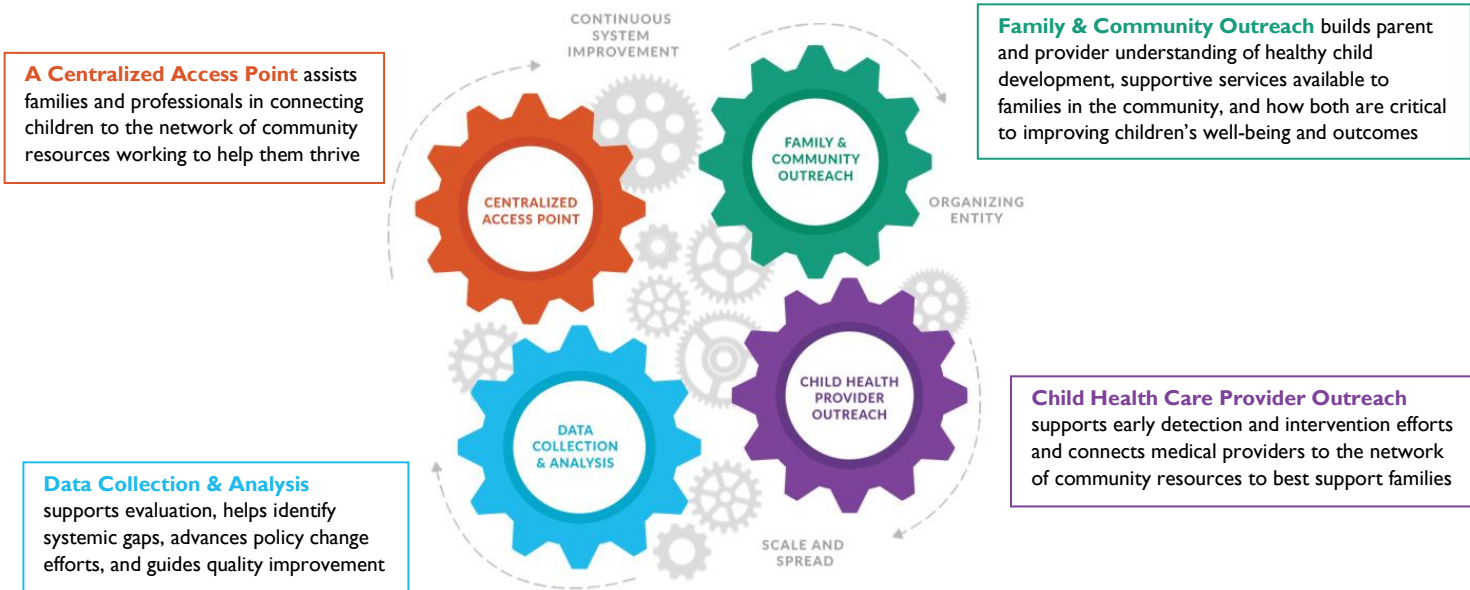 CONTINUOUS
SYSTEM
IMPROVEMENT
A Centralized Access Point assists
families and professionals in connecting
children to the network of community
resources working to help them thrive
Family & Community Outreach builds parent
and provider understanding of healthy child
development, supportive services available to
families in the community, and how both are critical
to improving children’s well-being and outcomes
CENTRALIZED
ACCESS POINT
FAMILY &
COMMUNITY
OUTREACH
ORGANIZING
ENTITY
DATA
COLLECTION
& ANALYSIS
CHILD HEALTH
PROVIDER
OUTREACH
Child Health Care Provider Outreach
supports early detection and intervention efforts
and connects medical providers to the network
of community resources to best support families
Data Collection & Analysis
supports evaluation, helps identify
systemic gaps, advances policy change
efforts, and guides quality improvement
SCALE AND
SPREAD